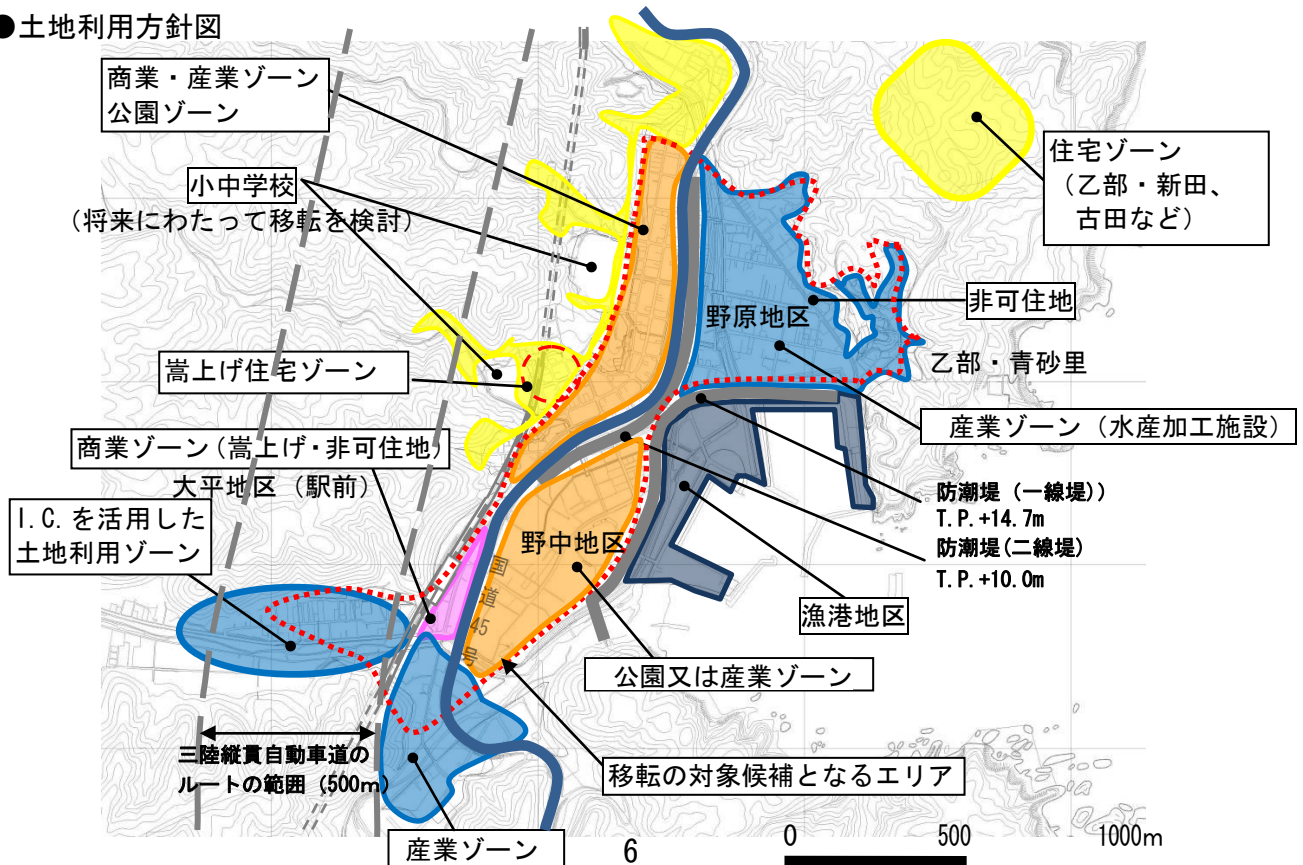 ●土地利用方針図
商業・産業ゾーン
公園ゾーン
住宅ゾーン
(乙部・新田、
古田など)
小中学校
(将来にわたって移転を検討)
非可住地
野原地区
乙部・青砂里
嵩上げ住宅ゾーン
産業ゾーン(水産加工施設)
商業ゾーン(嵩上げ・非可住地)
大平地区(駅前)
防潮堤(一線堤))
T.P.+14.7m
防潮堤(二線堤)
T.P.+10.0m
I.C.を活用した
土地利用ゾーン
野中地区
国道45号
漁港地区
公園又は産業ゾーン
三陸縦貫自動車道の
ルートの範囲(500m)
移転の対象候補となるエリア
産業ゾーン
6
0 500 1000m